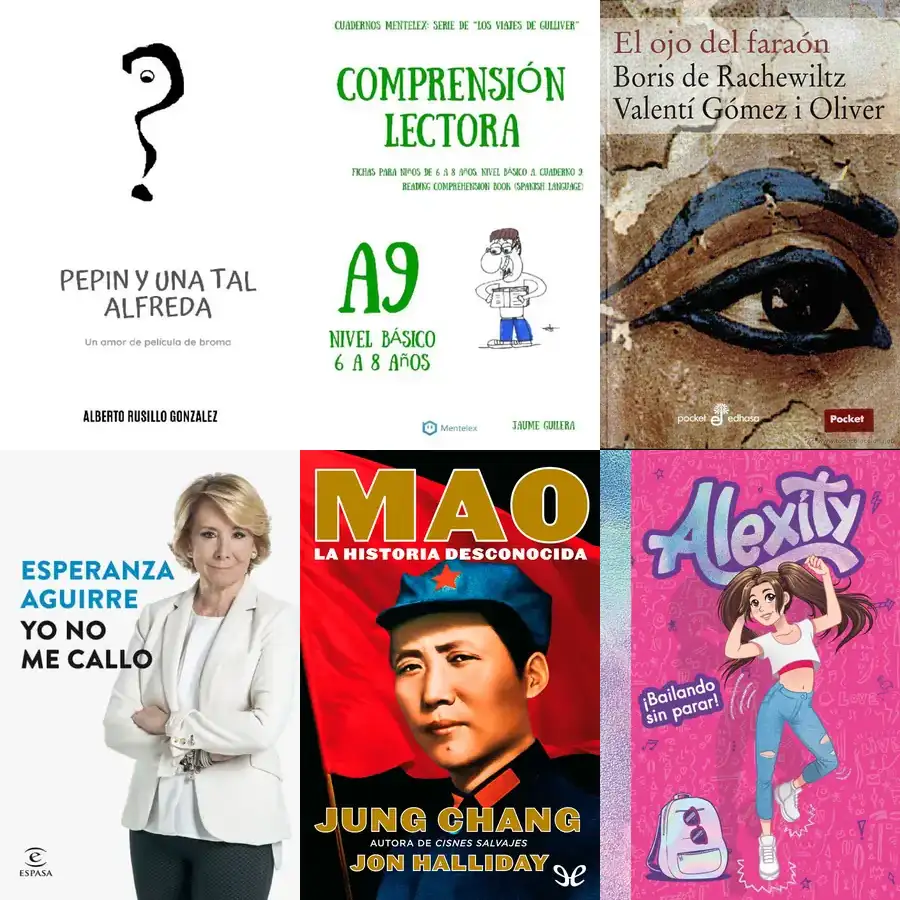 PEPIN Y UNA TAL
ALFREDA
Un amor de película de broma
ALBERTO RUSILLO GONZALEZ
CUADERNOS MENTELEX: SERIE DE "LOS VIAJES DE GULLIVER"
COMPRENSIÓN
LECTORA
FICHAS PARA NIÑOS DE 6 A 8 AÑOS. NIVEL BÁSICO A. CUADERNO 9.
READING COMPREHENSION BOOK (SPANISH LANGUAGE)
A9
NIVEL BÁSICO
6 A 8 AÑOS
Mentelex
JAUME GUILERA
El ojo del faraón
Boris de Rachewiltz
Valentí Gómez i Oliver
pocket edhasa
Pocket
ESPERANZA
AGUIRRE
YO NO
ME CALLO
e
ESPASA
MAO
LA HISTORIA DESCONOCIDA
JUNG CHANG
AUTORA DE CISNES SALVAJES
JON HALLIDAY
Alexity
¡Bailando
sin parar!